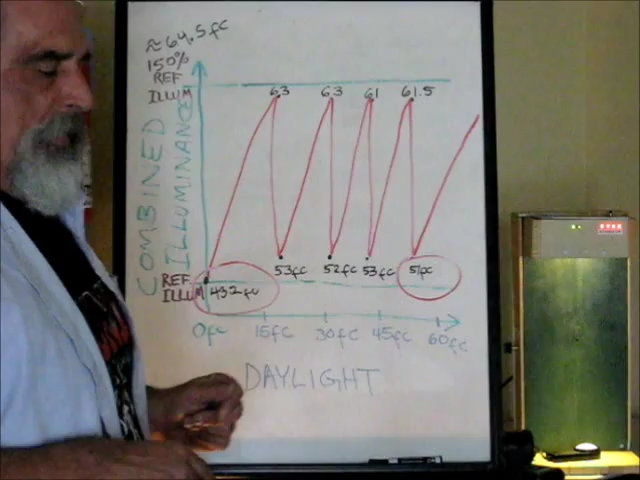 ≈64.5fc
150%
REF
ILLUM
63 63 61 61.5
COMBINED
ILLUMINANCE
53fc 52fc 53fc 51fc
REF
ILLUM
43.2fc
0fc 15fc 30fc 45fc 60fc
DAYLIGHT